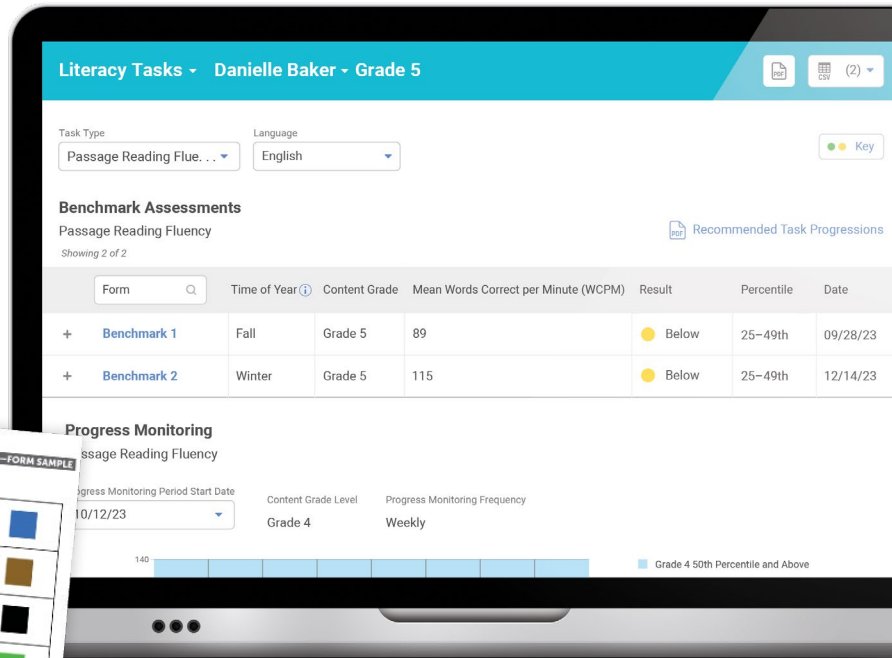 Literacy Tasks Danielle Baker Grade 5
PDF CSV (2)
Task Type Language
Passage Reading Flue. . . English
Key
Benchmark Assessments
Passage Reading Fluency
PDF Recommended Task Progressions
Showing 2 of 2
Form Time of Year Content Grade Mean Words Correct per Minute (WCPM) Result Percentile Date
+ Benchmark 1 Fall Grade 5 89 Below 25–49th 09/28/23
+ Benchmark 2 Winter Grade 5 115 Below 25–49th 12/14/23
Progress Monitoring
—FORM SAMPLE
Reading Fluency
Monitoring Period Start Date Content Grade Level Progress Monitoring Frequency
10/12/23 Grade 4 Weekly
140 Grade 4 50th Percentile and Above